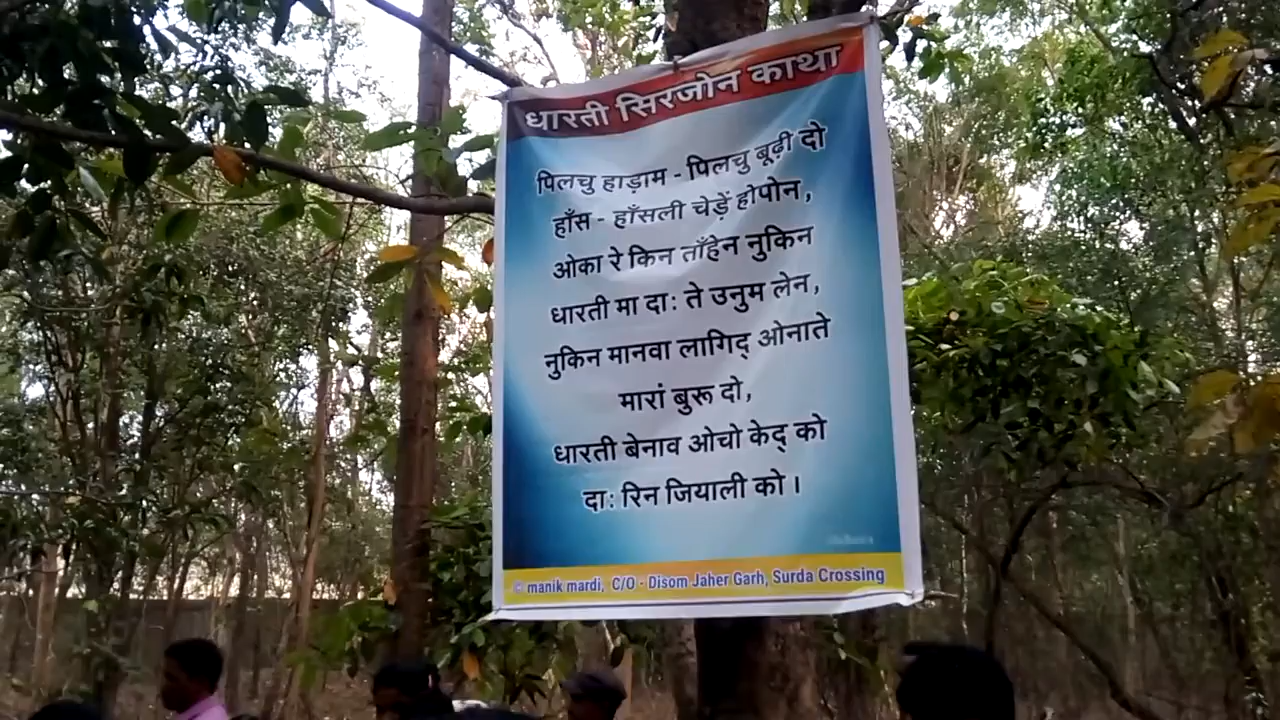 धारती सिरजोन काथा
पिलचु हाड़ाम - पिलचु बूढ़ी दो
हाँस - हाँसली चेड़ें होपोन,
ओका रे किन ताँहेन नुकिन
धारती मा दा: ते उनुम लेन,
नुकिन मानवा लागिद् ओनाते
मारां बुरू दो,
धारती बेनाव ओचो केद् को
दा: रिन जियाली को ।
© manik mardi, C/O - Disom Jaher Garh, Surda Crossing